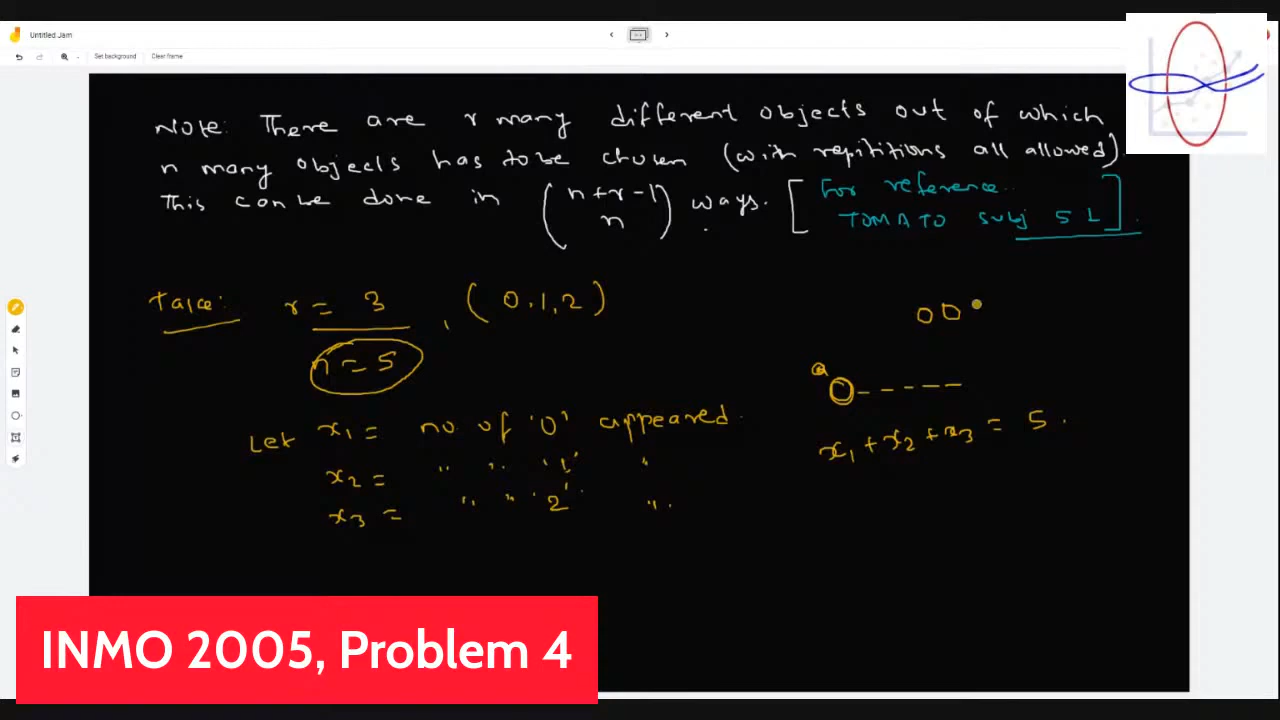 Untitled Jam
Set background
Clear frame
Note: There are r many different objects out of which
n many objects has to be chosen (with repititions all allowed).
This can be done in (n+r-1 n) ways. [For reference..
TOMATO subj 51].
Take: r = 3, (0,1,2)
n = 5
Let x1 = no of '0' appeared.
x2 = " " '1' "
x3 = " " '2' " .
00
0-----
x1 + x2 + x3 = 5.
INMO 2005, Problem 4